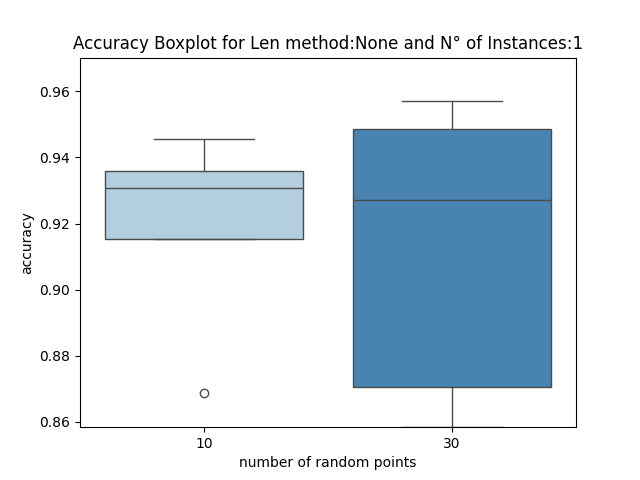 Accuracy Boxplot for Len method:None and N° of Instances:1
0.96
0.94
0.92
0.90
0.88
0.86
accuracy
10 30
number of random points